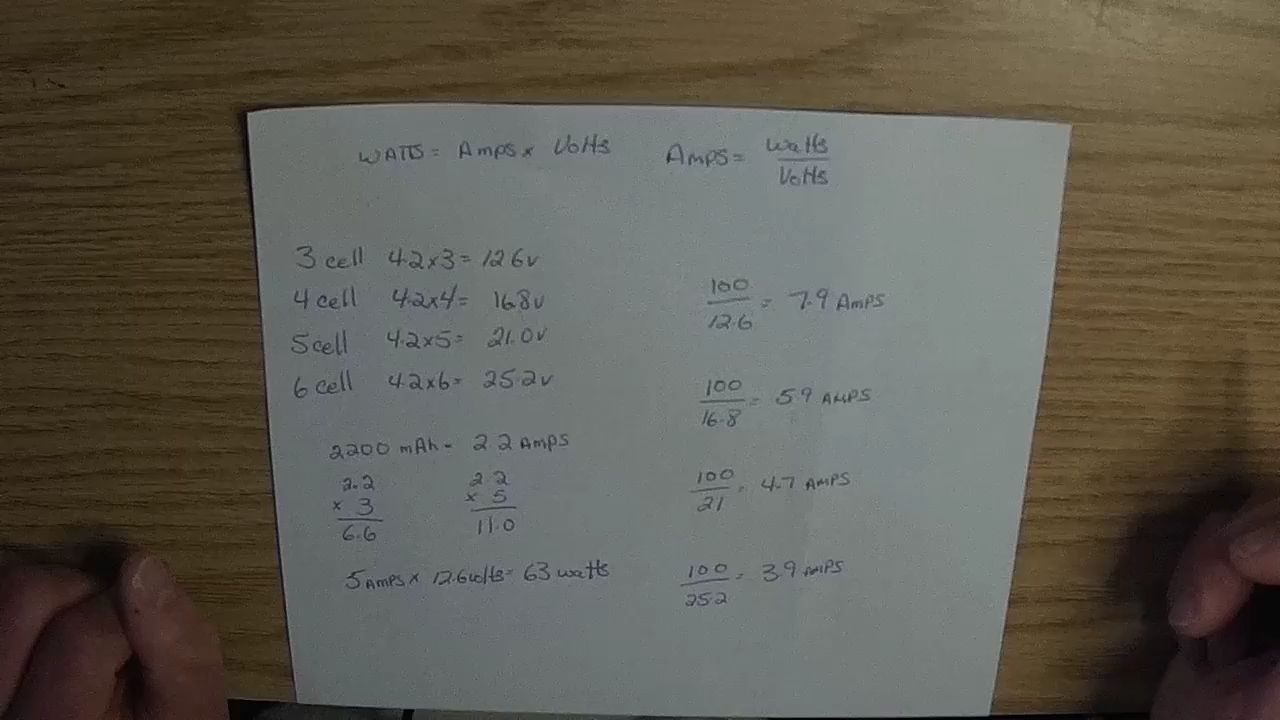 WATTS = Amps x Volts
Amps = Watts
Volts
3 cell 4.2x3= 12.6v
4 cell 4.2x4= 16.8v
5 cell 4.2x5= 21.0v
6 cell 4.2x6= 25.2v
2200 mAh = 2.2 Amps
2.2
x 3
6.6
2.2
x 5
11.0
5 Amps x 12.6 volts = 63 watts
100
12.6
= 7.9 Amps
100
16.8
= 5.9 AMPS
100
21
= 4.7 AMPS
100
25.2
= 3.9 AMPS